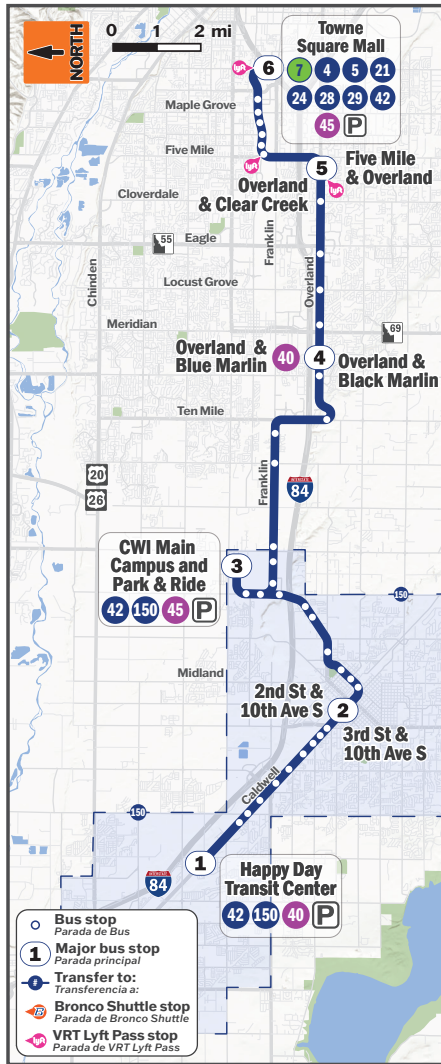 NORTH
0 1 2 mi
Towne
Square Mall
7 4 5 21
24 28 29 42
45 P
6
lyft
Maple Grove
Five Mile
lyft
5
Five Mile
& Overland
lyft
Overland
& Clear Creek
Cloverdale
55
Eagle
Franklin
Chinden
Locust Grove
Overland
Meridian
69
Overland &
Blue Marlin
40
4
Overland &
Black Marlin
Ten Mile
20
26
Franklin
INTERSTATE
84
CWI Main
Campus and
Park & Ride
42 150 45 P
3
150
Midland
2nd St &
10th Ave S
2
3rd St &
10th Ave S
Caldwell
150
1
INTERSTATE
84
Happy Day
Transit Center
42 150 40 P
Bus stop
Parada de Bus
1 Major bus stop
Parada principal
# Transfer to:
Transferencia a:
B Bronco Shuttle stop
Parada de Bronco Shuttle
lyft VRT Lyft Pass stop
Parada de VRT Lyft Pass